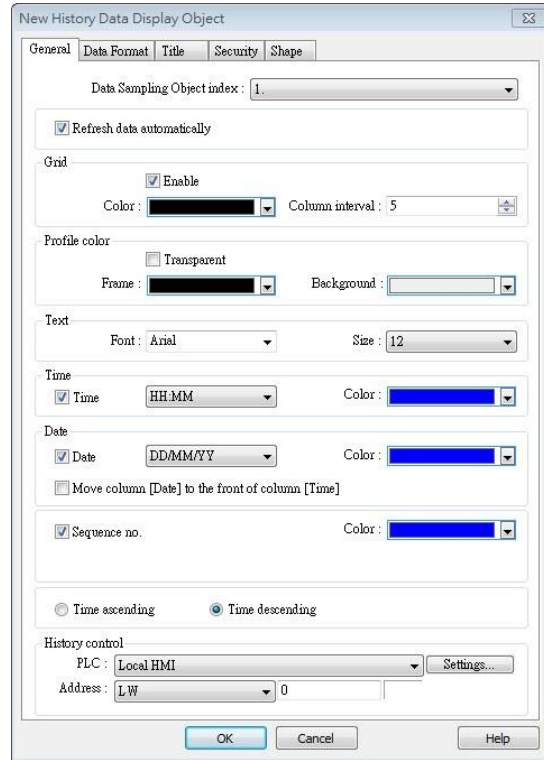 New History Data Display Object
General Data Format Title Security Shape
Data Sampling Object index : 1.
Refresh data automatically
Grid
Enable
Color : Column interval : 5
Profile color
Transparent
Frame : Background :
Text
Font : Arial Size : 12
Time
Time HH:MM Color :
Date
Date DD/MM/YY Color :
Move column [Date] to the front of column [Time]
Sequence no. Color :
Time ascending Time descending
History control
PLC : Local HMI Settings...
Address : LW 0
OK Cancel Help